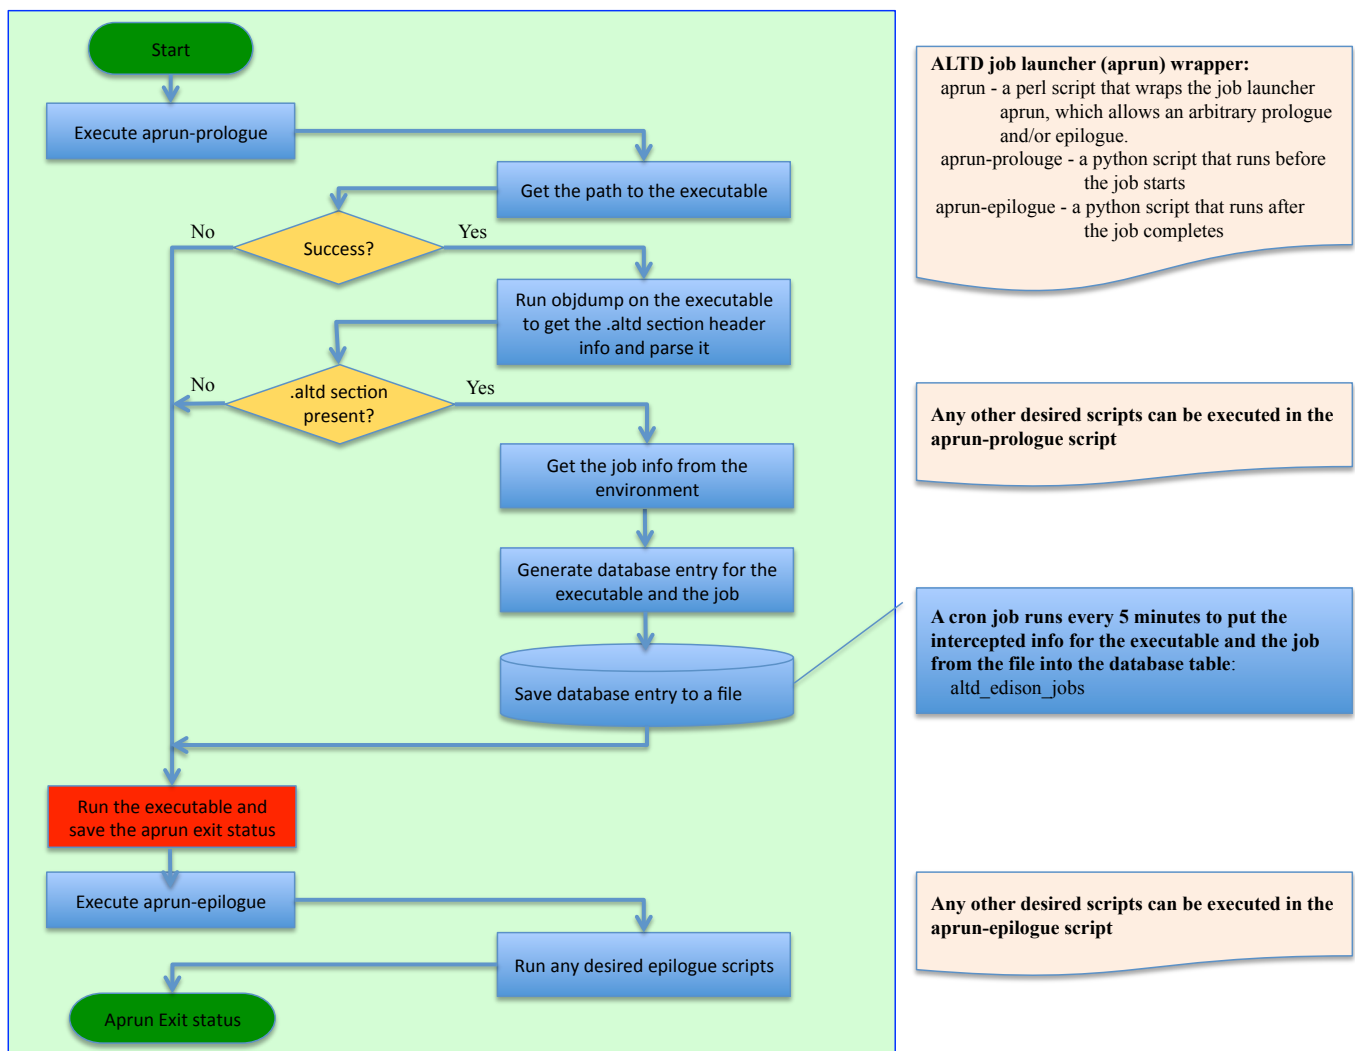 Start
Execute aprun-prologue
Get the path to the executable
Success?
No
Yes
Run objdump on the executable
to get the .altd section header
info and parse it
.altd section
present?
No
Yes
Get the job info from the
environment
Generate database entry for the
executable and the job
Save database entry to a file
Run the executable and
save the aprun exit status
Execute aprun-epilogue
Run any desired epilogue scripts
Aprun Exit status
ALTD job launcher (aprun) wrapper:
aprun - a perl script that wraps the job launcher
aprun, which allows an arbitrary prologue
and/or epilogue.
aprun-prolouge - a python script that runs before
the job starts
aprun-epilogue - a python script that runs after
the job completes
Any other desired scripts can be executed in the
aprun-prologue script
A cron job runs every 5 minutes to put the
intercepted info for the executable and the job
from the file into the database table:
altd_edison_jobs
Any other desired scripts can be executed in the
aprun-epilogue script